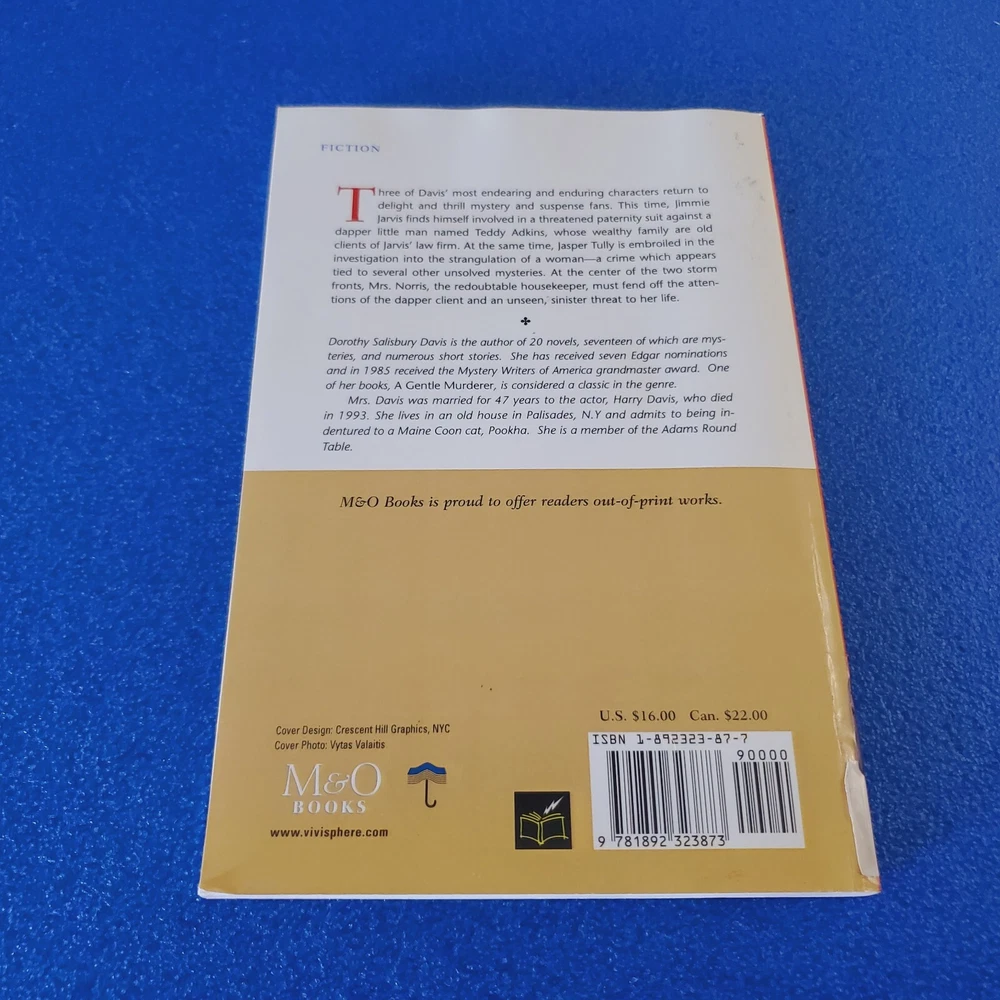 FICTION
Three of Davis' most endearing and enduring characters return to
delight and thrill mystery and suspense fans. This time, Jimmie
Jarvis finds himself involved in a threatened paternity suit against a
dapper little man named Teddy Adkins, whose wealthy family are old
clients of Jarvis' law firm. At the same time, Jasper Tully is embroiled in the
investigation into the strangulation of a woman—a crime which appears
tied to several other unsolved mysteries. At the center of the two storm
fronts, Mrs. Norris, the redoubtable housekeeper, must fend off the atten-
tions of the dapper client and an unseen, sinister threat to her life.
Dorothy Salisbury Davis is the author of 20 novels, seventeen of which are mys-
teries, and numerous short stories. She has received seven Edgar nominations
and in 1985 received the Mystery Writers of America grandmaster award. One
of her books, A Gentle Murderer, is considered a classic in the genre.
Mrs. Davis was married for 47 years to the actor, Harry Davis, who died
in 1993. She lives in an old house in Palisades, N.Y and admits to being in-
dentured to a Maine Coon cat, Pookha. She is a member of the Adams Round
Table.
M&O Books is proud to offer readers out-of-print works.
U.S. $16.00 Can. $22.00
Cover Design: Crescent Hill Graphics, NYC
Cover Photo: Vytas Valaitis
M&O
BOOKS
www.vivisphere.com
ISBN 1-892323-87-7
90000
9 781892 323873